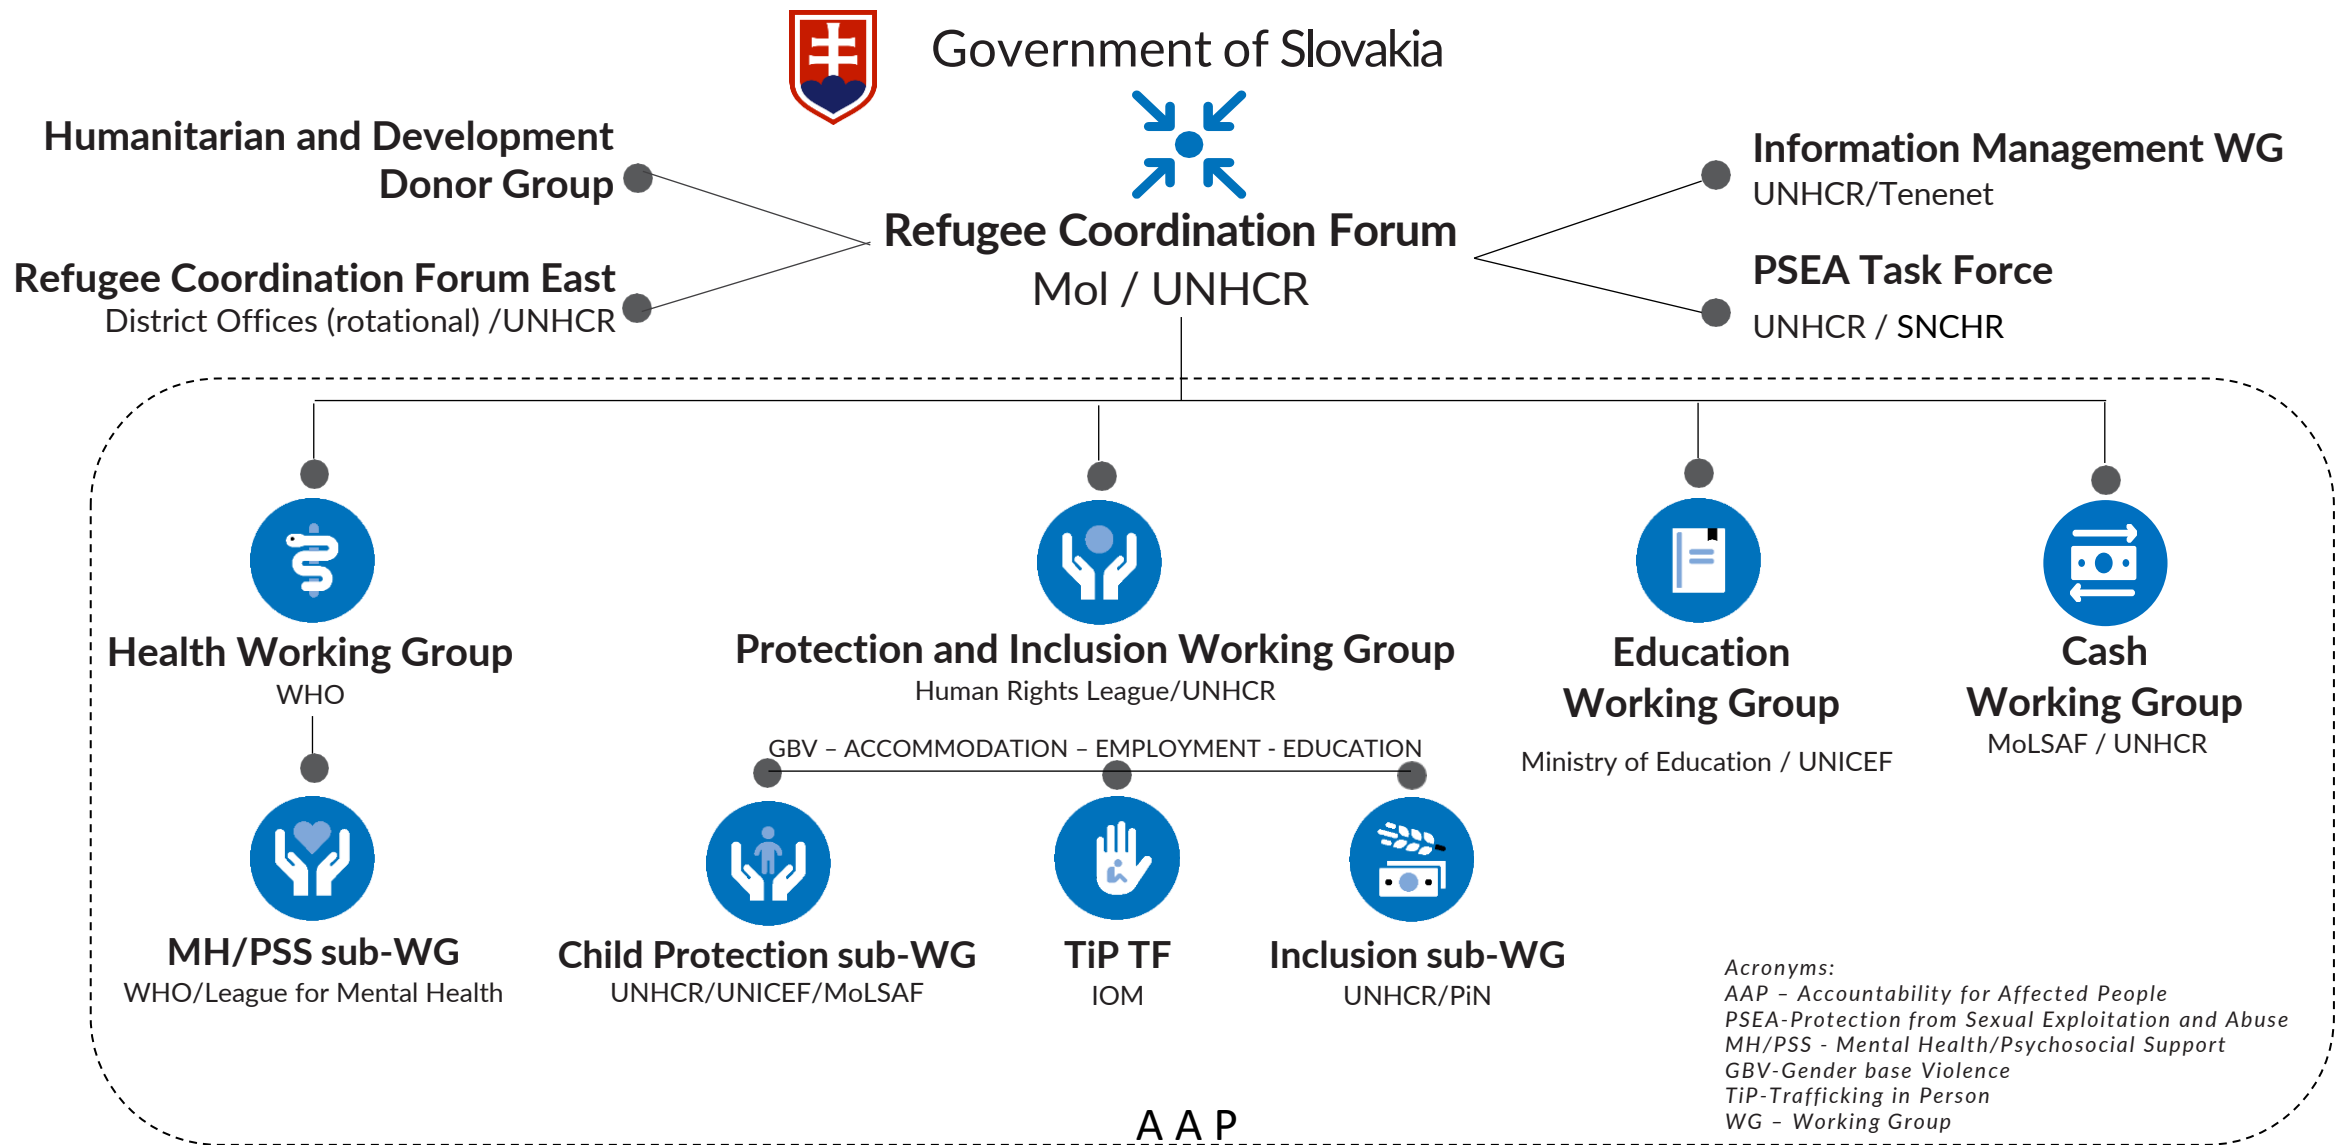 Government of Slovakia
Humanitarian and Development
Donor Group
Refugee Coordination Forum East
District Offices (rotational) /UNHCR
Refugee Coordination Forum
MoI / UNHCR
Information Management WG
UNHCR/Tenenet
PSEA Task Force
UNHCR / SNCHR
Health Working Group
WHO
Protection and Inclusion Working Group
Human Rights League/UNHCR
GBV – ACCOMMODATION – EMPLOYMENT - EDUCATION
Education
Working Group
Ministry of Education / UNICEF
Cash
Working Group
MoLSAF / UNHCR
MH/PSS sub-WG
WHO/League for Mental Health
Child Protection sub-WG
UNHCR/UNICEF/MoLSAF
TiP TF
IOM
Inclusion sub-WG
UNHCR/PiN
Acronyms:
AAP – Accountability for Affected People
PSEA-Protection from Sexual Exploitation and Abuse
MH/PSS - Mental Health/Psychosocial Support
GBV-Gender base Violence
TiP-Trafficking in Person
WG – Working Group
A A P